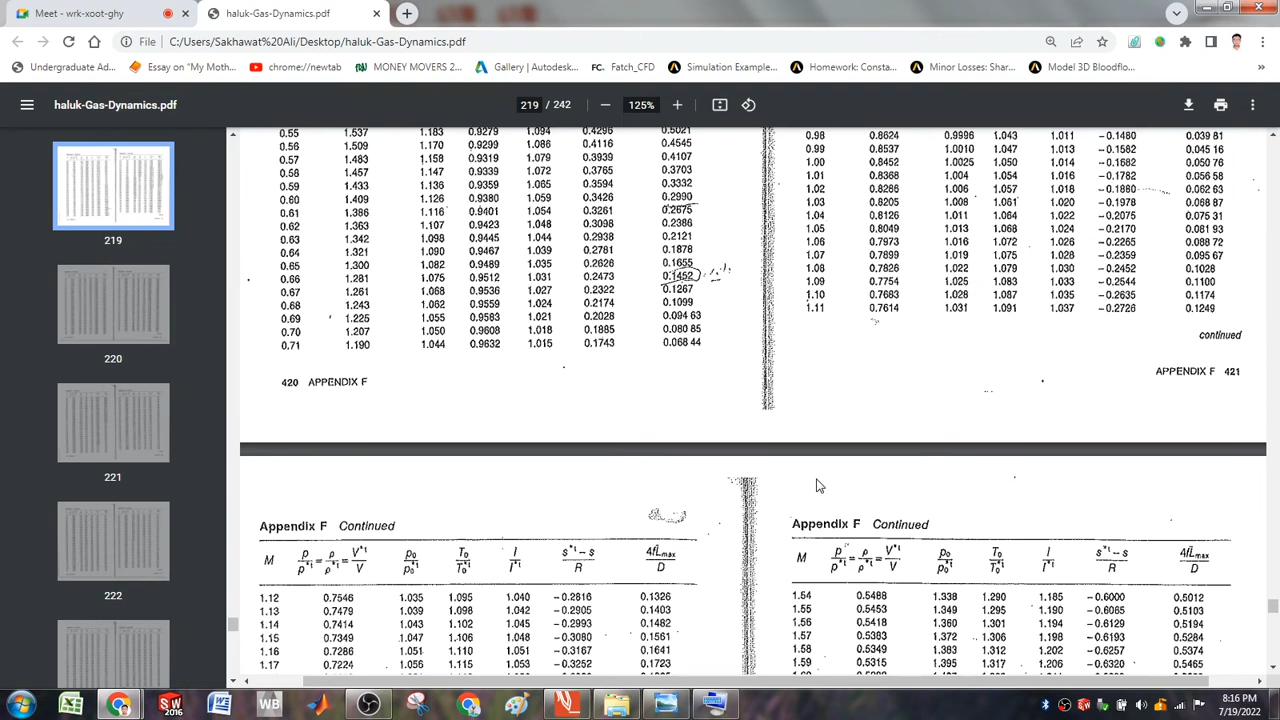 Meet - wrk-xoot-ghy
haluk-Gas-Dynamics.pdf
File C:/Users/Sakhawat%20Ali/Desktop/haluk-Gas-Dynamics.pdf
Undergraduate Ad... Essay on "My Moth... chrome://newtab MONEY MOVERS 2... Gallery | Autodesk... FC. Fatch_CFD Simulation Example... Homework: Consta... Minor Losses: Shar... Model 3D Bloodflo... »
haluk-Gas-Dynamics.pdf 219 / 242 125%
219
220
221
222
0.55 1.537 1.183 0.9279 1.094 0.4296 0.5021
0.56 1.509 1.170 0.9299 1.086 0.4116 0.4545
0.57 1.483 1.158 0.9319 1.079 0.3939 0.4107
0.58 1.457 1.147 0.9339 1.072 0.3765 0.3703
0.59 1.433 1.136 0.9359 1.065 0.3594 0.3332
0.60 1.409 1.126 0.9380 1.059 0.3426 0.2990
0.61 1.386 1.116 0.9401 1.054 0.3261 0.2675
0.62 1.363 1.107 0.9423 1.048 0.3098 0.2386
0.63 1.342 1.098 0.9445 1.044 0.2938 0.2121
0.64 1.321 1.090 0.9467 1.039 0.2781 0.1878
0.65 1.300 1.082 0.9489 1.035 0.2626 0.1655
0.66 1.281 1.075 0.9512 1.031 0.2473 0.1452
0.67 1.261 1.068 0.9536 1.027 0.2322 0.1267
0.68 1.243 1.062 0.9559 1.024 0.2174 0.1099
0.69 1.225 1.055 0.9583 1.021 0.2028 0.094 63
0.70 1.207 1.050 0.9608 1.018 0.1885 0.080 85
0.71 1.190 1.044 0.9632 1.015 0.1743 0.068 44
420 APPENDIX F
0.98 0.8624 0.9996 1.043 1.011 −0.1480 0.039 81
0.99 0.8537 1.0010 1.047 1.013 −0.1582 0.045 16
1.00 0.8452 1.0025 1.050 1.014 −0.1682 0.050 76
1.01 0.8368 1.004 1.054 1.016 −0.1782 0.056 58
1.02 0.8286 1.006 1.057 1.018 −0.1880 0.062 63
1.03 0.8205 1.008 1.061 1.020 −0.1978 0.068 87
1.04 0.8126 1.011 1.064 1.022 −0.2075 0.075 31
1.05 0.8049 1.013 1.068 1.024 −0.2170 0.081 93
1.06 0.7973 1.016 1.072 1.026 −0.2265 0.088 72
1.07 0.7899 1.019 1.075 1.028 −0.2359 0.095 67
1.08 0.7826 1.022 1.079 1.030 −0.2452 0.1028
1.09 0.7754 1.025 1.083 1.033 −0.2544 0.1100
1.10 0.7683 1.028 1.087 1.035 −0.2635 0.1174
1.11 0.7614 1.031 1.091 1.037 −0.2726 0.1249
continued
APPENDIX F 421
Appendix F Continued
M p/p*t = ρ/ρ*t = V*t/V p0/p0*t T0/T0*t I/I*t s*t − s/R 4fLmax/D
1.12 0.7546 1.035 1.095 1.040 −0.2816 0.1326
1.13 0.7479 1.039 1.098 1.042 −0.2905 0.1403
1.14 0.7414 1.043 1.102 1.045 −0.2993 0.1482
1.15 0.7349 1.047 1.106 1.048 −0.3080 0.1561
1.16 0.7286 1.051 1.110 1.051 −0.3167 0.1641
1.17 0.7224 1.056 1.115 1.053 −0.3252 0.1723
Appendix F Continued
M p/p*t = ρ/ρ*t = V*t/V p0/p0*t T0/T0*t I/I*t s*t − s/R 4fLmax/D
1.54 0.5488 1.338 1.290 1.185 −0.6000 0.5012
1.55 0.5453 1.349 1.295 1.190 −0.6065 0.5103
1.56 0.5418 1.360 1.301 1.194 −0.6129 0.5194
1.57 0.5383 1.372 1.306 1.198 −0.6193 0.5284
1.58 0.5349 1.383 1.312 1.202 −0.6257 0.5374
1.59 0.5315 1.395 1.317 1.206 −0.6320 0.5465
2016
WB
8:16 PM
7/19/2022